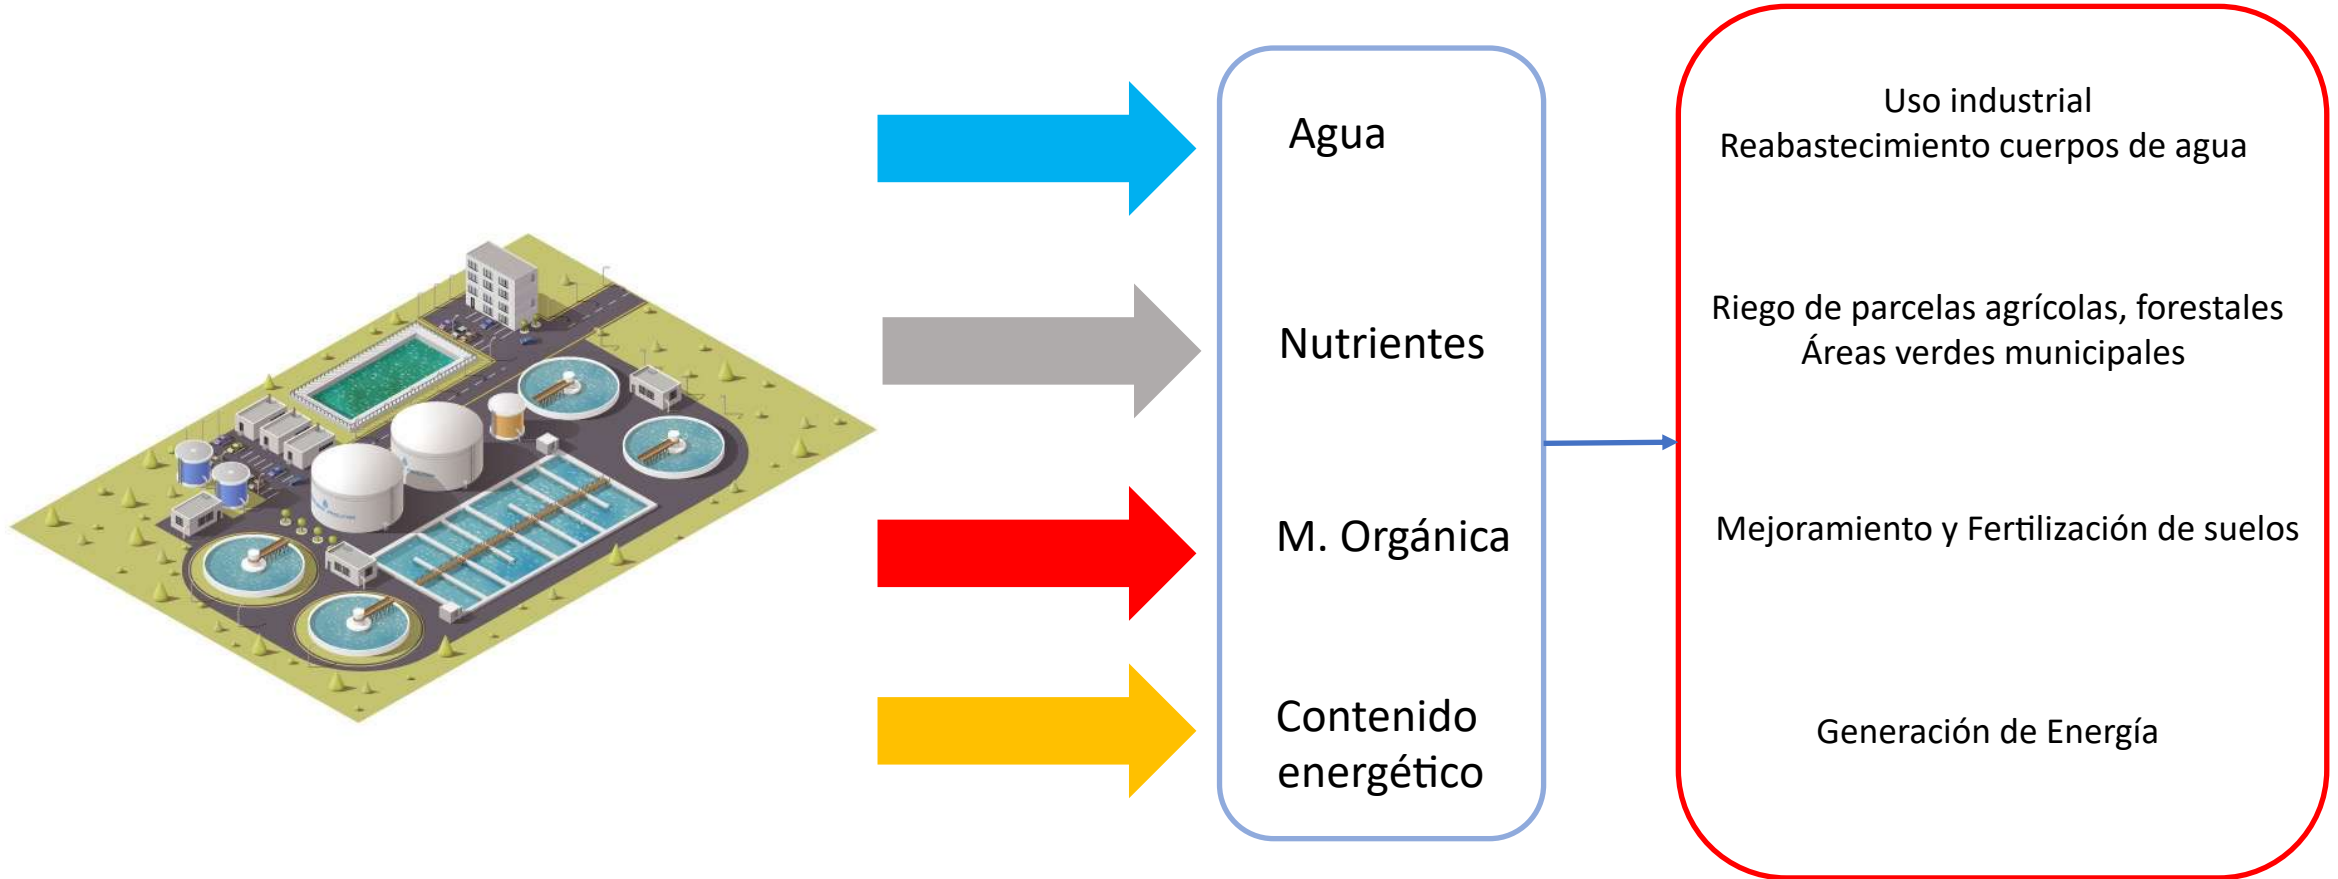 Agua
Nutrientes
M. Orgánica
Contenido
energético
Uso industrial
Reabastecimiento cuerpos de agua
Riego de parcelas agrícolas, forestales
Áreas verdes municipales
Mejoramiento y Fertilización de suelos
Generación de Energía